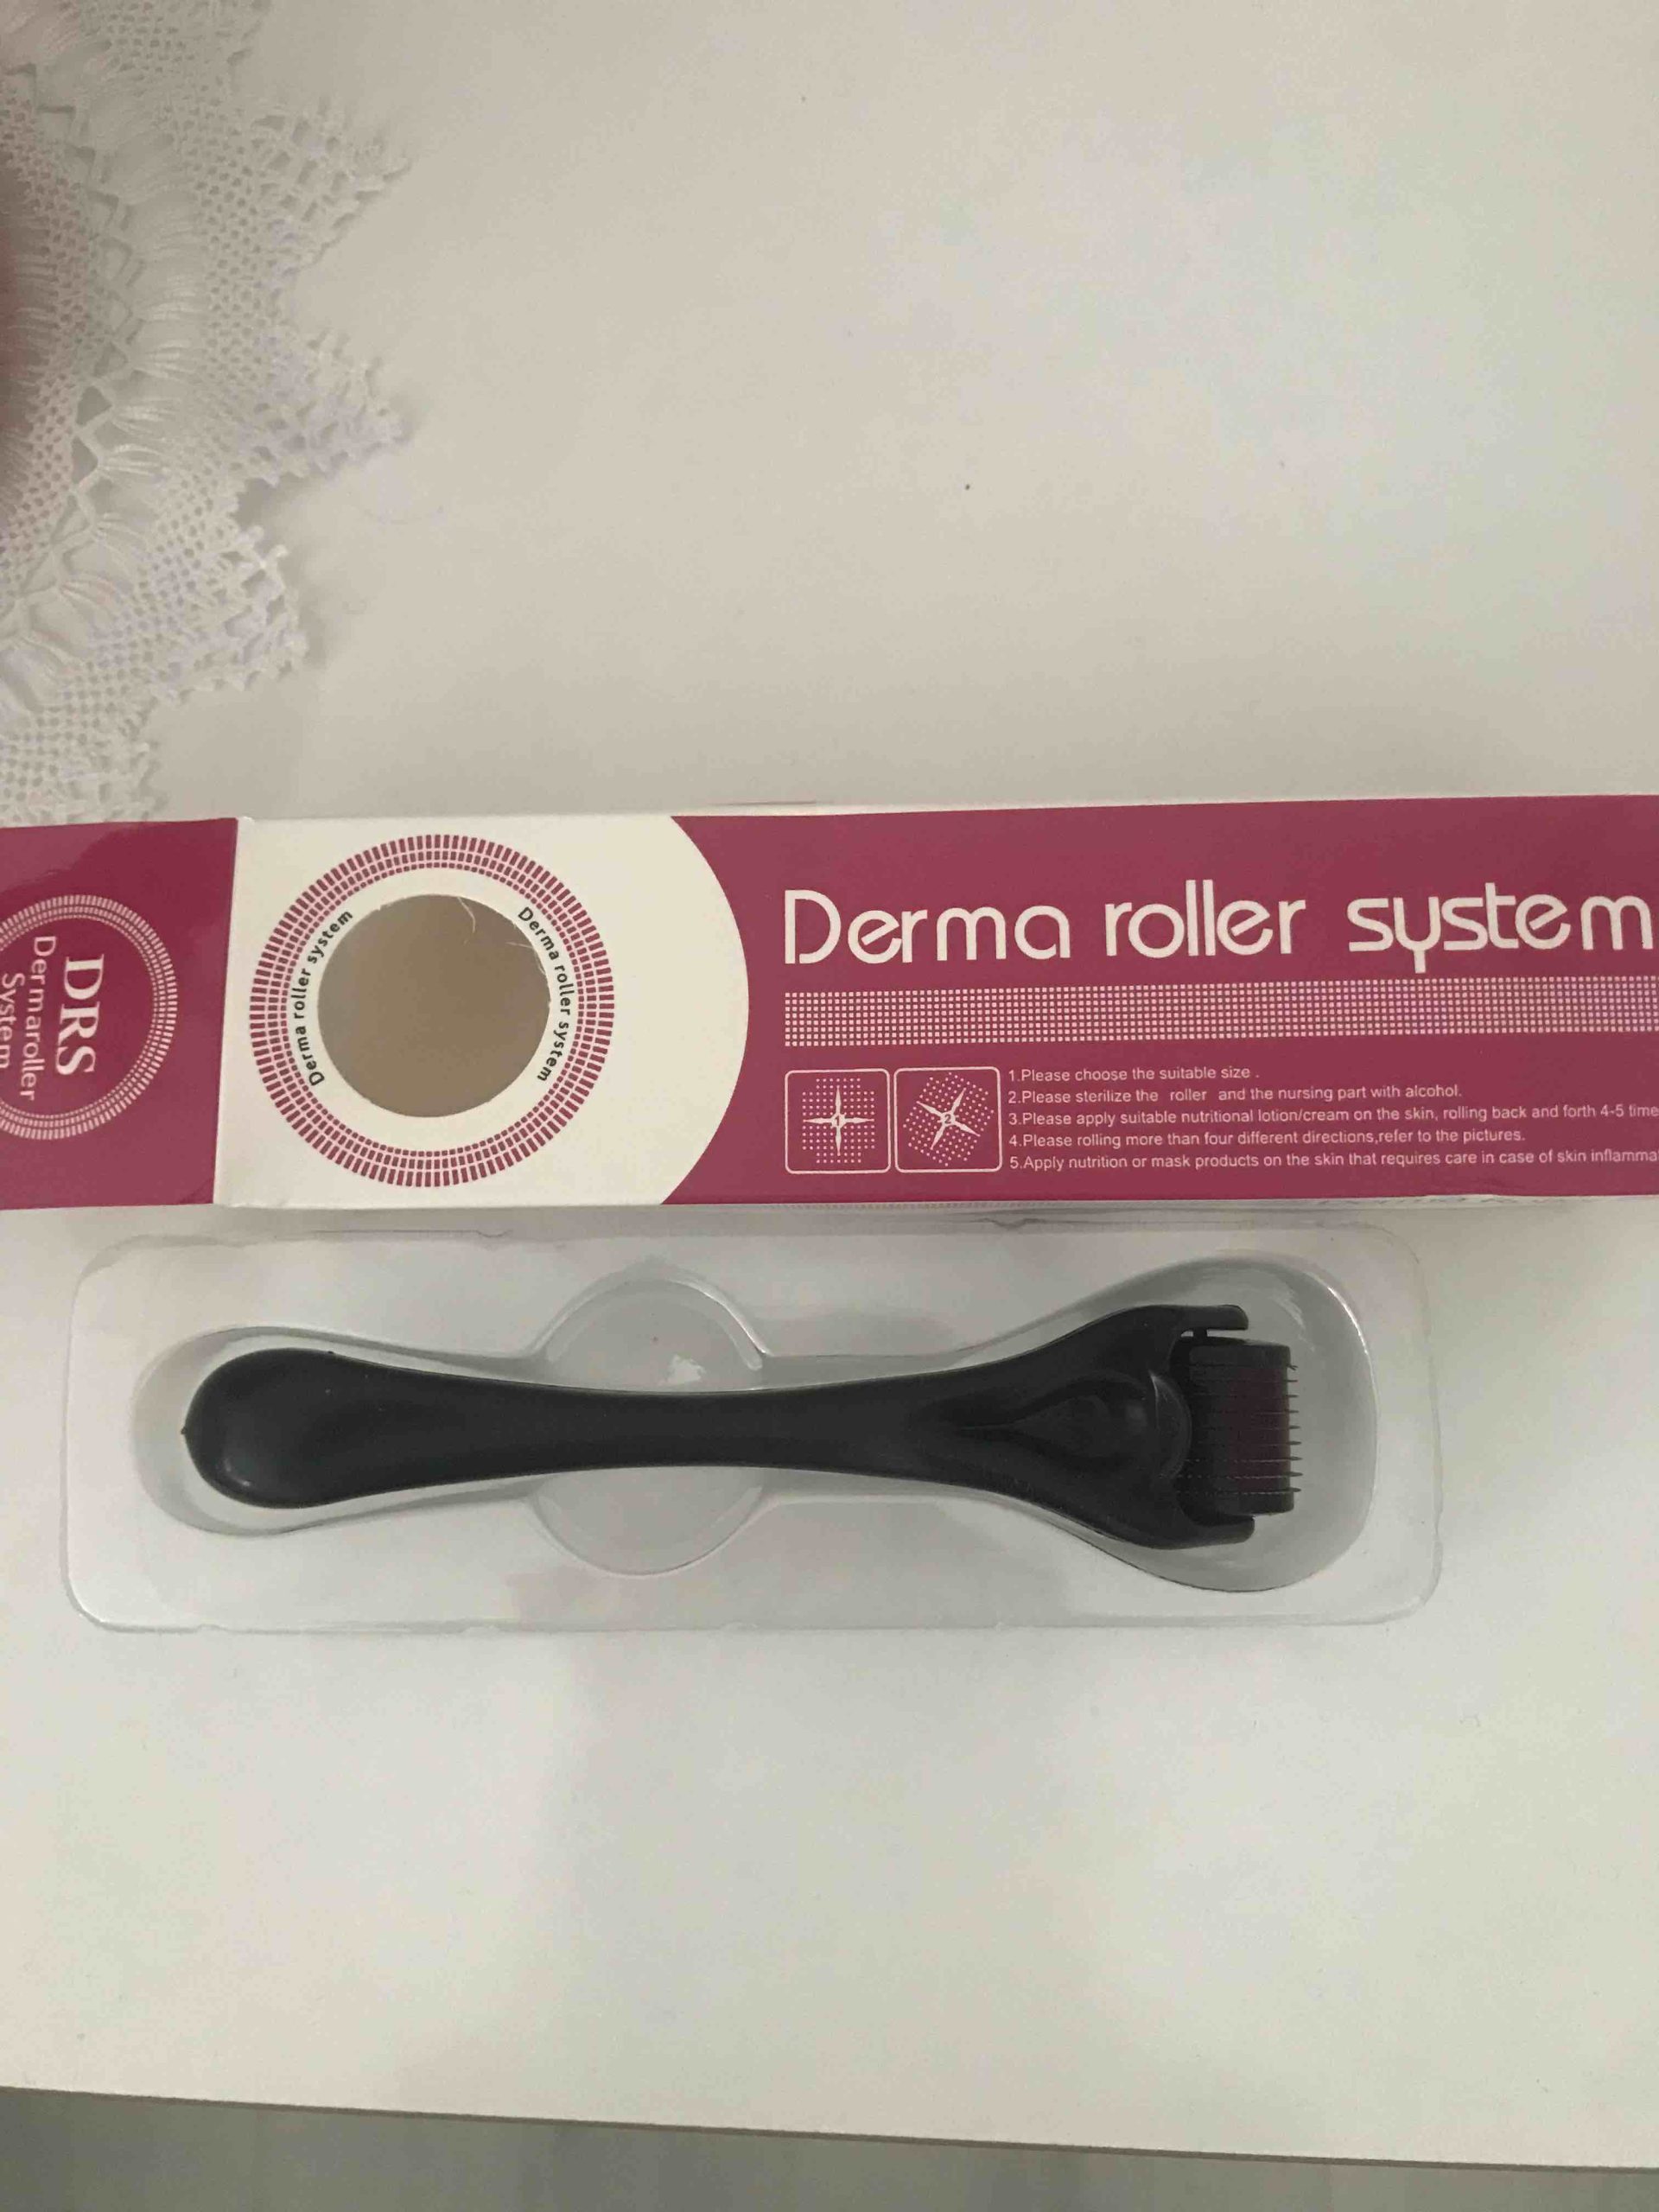 DRS
Dermaroller
System
Derma roller system
Derma roller system
Derma roller system
1
2
1.Please choose the suitable size .
2.Please sterilize the roller and the nursing part with alcohol.
3.Please apply suitable nutritional lotion/cream on the skin, rolling back and forth 4-5 time
4.Please rolling more than four different directions,refer to the pictures.
5.Apply nutrition or mask products on the skin that requires care in case of skin inflamma